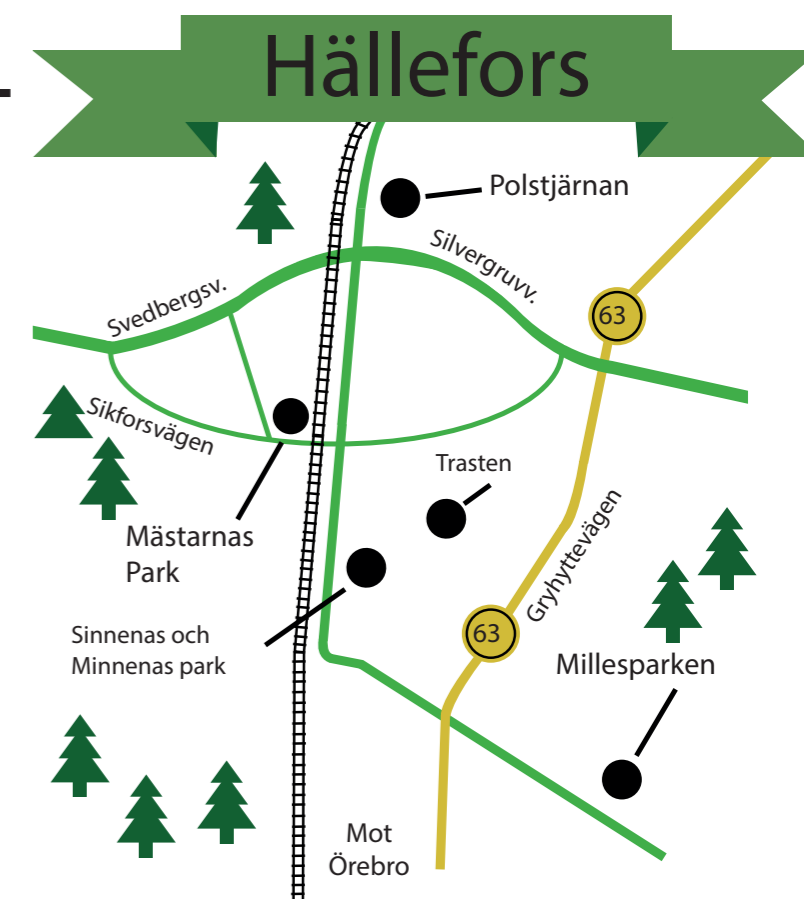 Hällefors
Polstjärnan
Silvergruvv.
Svedbergsv.
63
Sikforsvägen
Trasten
Mästarnas
Park
Gryhyttevägen
63
Sinnenas och
Minnenas park
Millesparken
Mot
Örebro